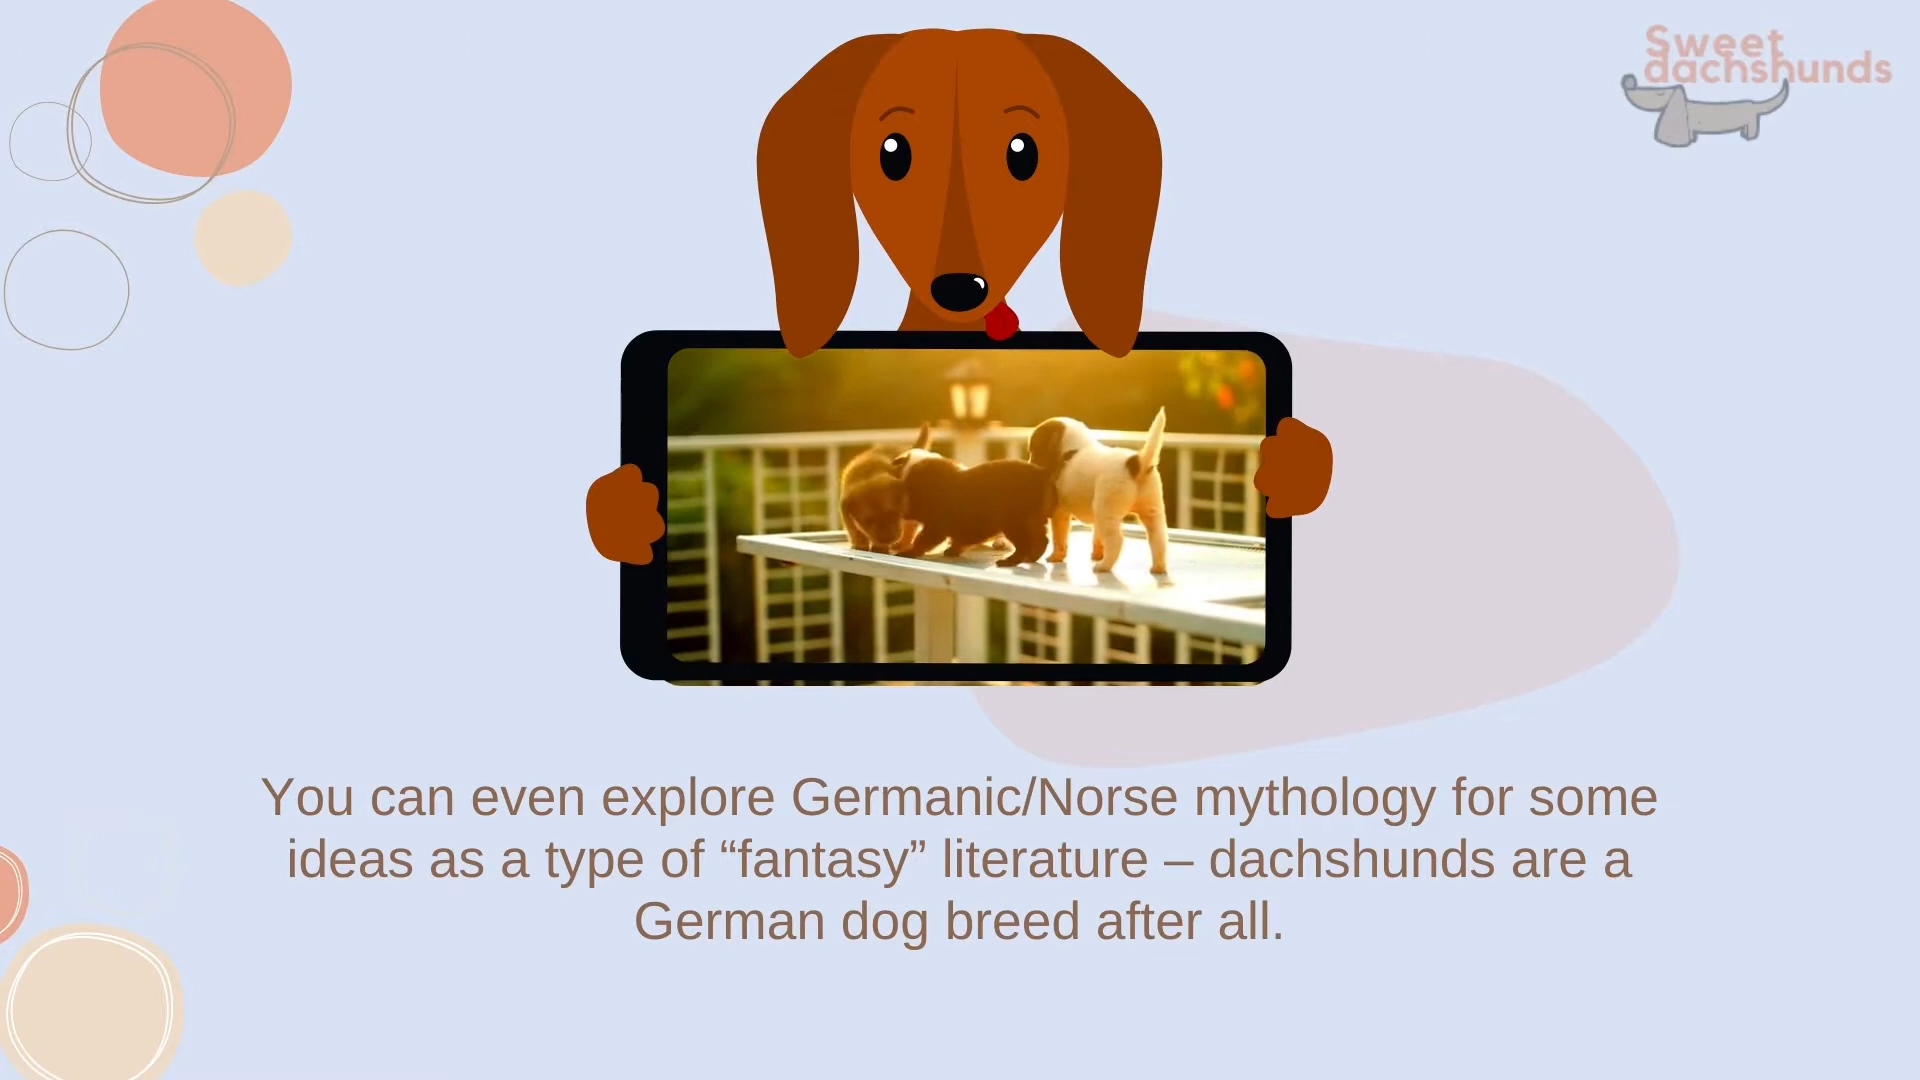 Sweet
dachshunds
You can even explore Germanic/Norse mythology for some
ideas as a type of “fantasy” literature – dachshunds are a
German dog breed after all.